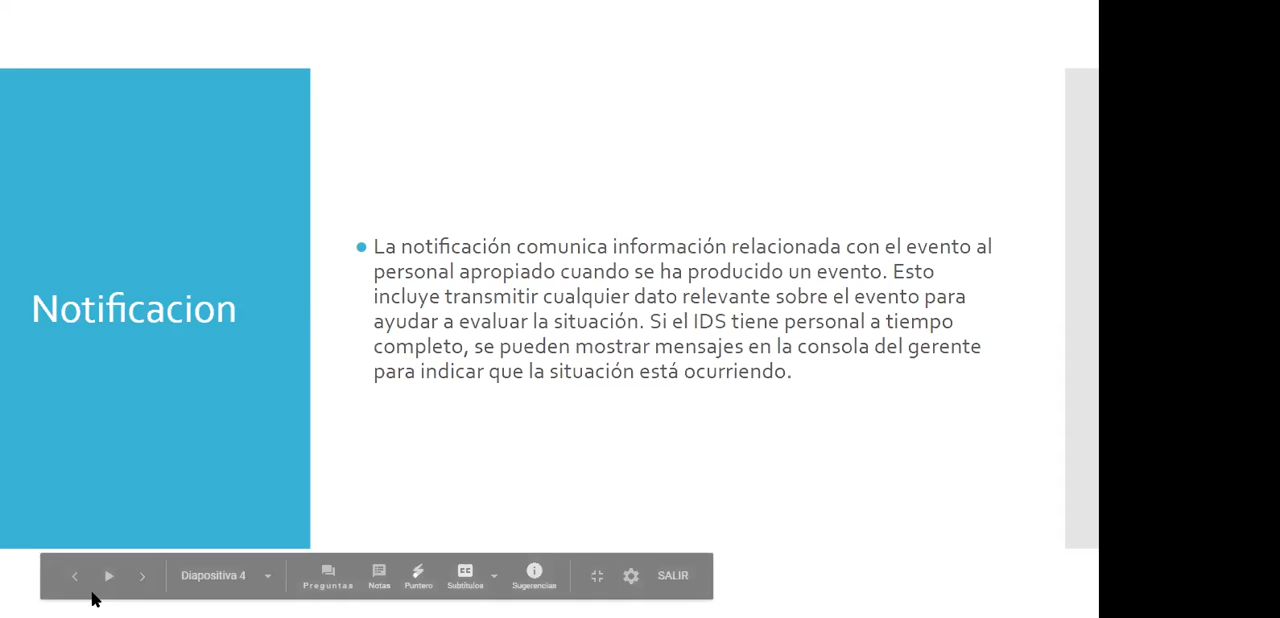 Notificacion
La notificación comunica información relacionada con el evento al
personal apropiado cuando se ha producido un evento. Esto
incluye transmitir cualquier dato relevante sobre el evento para
ayudar a evaluar la situación. Si el IDS tiene personal a tiempo
completo, se pueden mostrar mensajes en la consola del gerente
para indicar que la situación está ocurriendo.
Diapositiva 4
Preguntas
Notas
Puntero
CC
Subtítulos
Sugerencias
SALIR